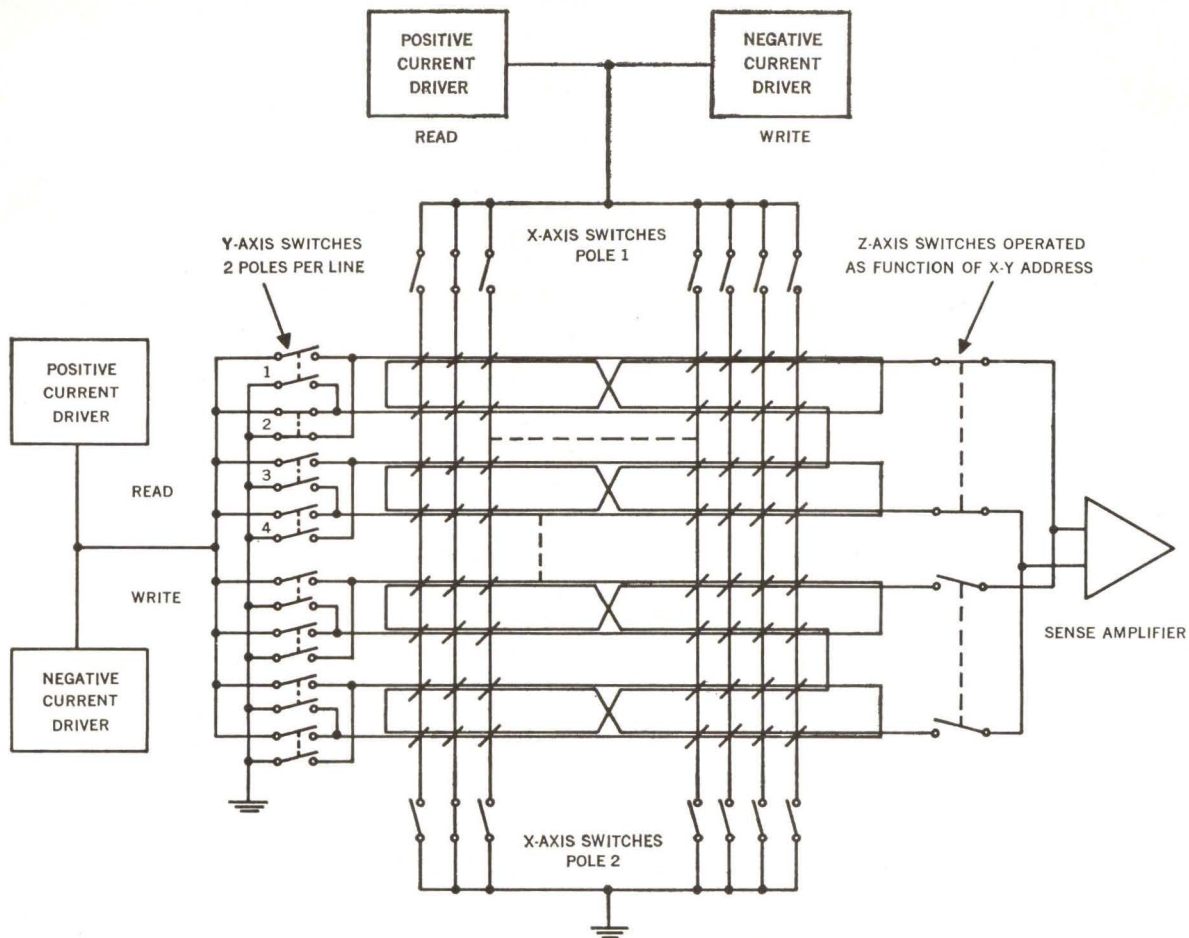 POSITIVE
CURRENT
DRIVER
NEGATIVE
CURRENT
DRIVER
READ
WRITE
Y-AXIS SWITCHES
2 POLES PER LINE
X-AXIS SWITCHES
POLE 1
Z-AXIS SWITCHES OPERATED
AS FUNCTION OF X-Y ADDRESS
POSITIVE
CURRENT
DRIVER
1
2
3
4
READ
WRITE
NEGATIVE
CURRENT
DRIVER
SENSE AMPLIFIER
X-AXIS SWITCHES
POLE 2